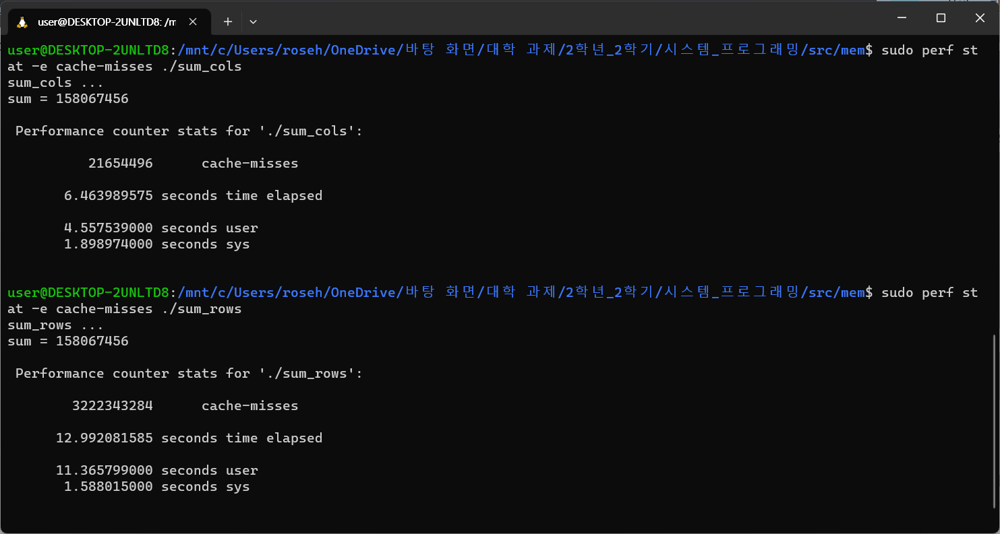 user@DESKTOP-2UNLTD8: /m
user@DESKTOP-2UNLTD8:/mnt/c/Users/roseh/OneDrive/바탕 화면/대학 과제/2학년_2학기/시스템_프로그래밍/src/mem$ sudo perf st
at -e cache-misses ./sum_cols
sum_cols ...
sum = 158067456
Performance counter stats for './sum_cols':
21654496 cache-misses
6.463989575 seconds time elapsed
4.557539000 seconds user
1.898974000 seconds sys
user@DESKTOP-2UNLTD8:/mnt/c/Users/roseh/OneDrive/바탕 화면/대학 과제/2학년_2학기/시스템_프로그래밍/src/mem$ sudo perf st
at -e cache-misses ./sum_rows
sum_rows ...
sum = 158067456
Performance counter stats for './sum_rows':
3222343284 cache-misses
12.992081585 seconds time elapsed
11.365799000 seconds user
1.588015000 seconds sys